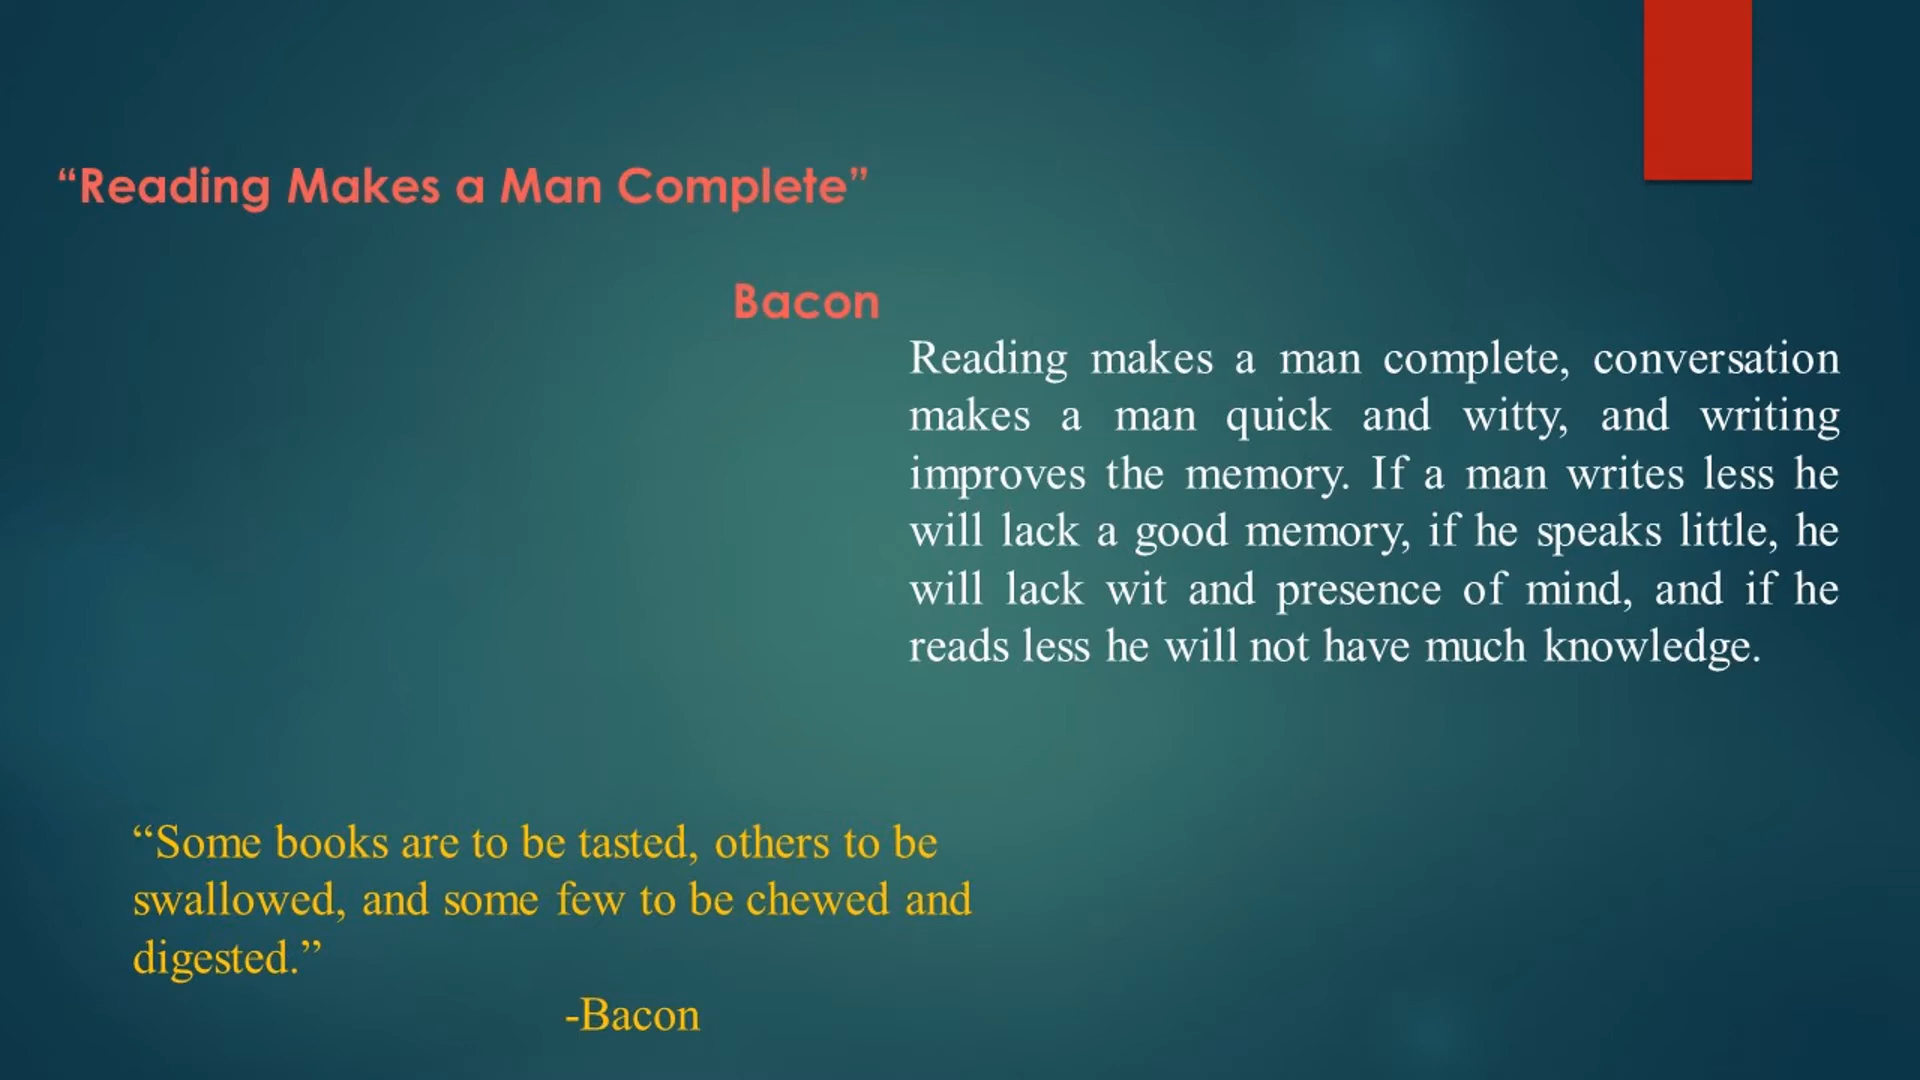 “Reading Makes a Man Complete”
Bacon
Reading makes a man complete, conversation
makes a man quick and witty, and writing
improves the memory. If a man writes less he
will lack a good memory, if he speaks little, he
will lack wit and presence of mind, and if he
reads less he will not have much knowledge.
“Some books are to be tasted, others to be
swallowed, and some few to be chewed and
digested.”
-Bacon